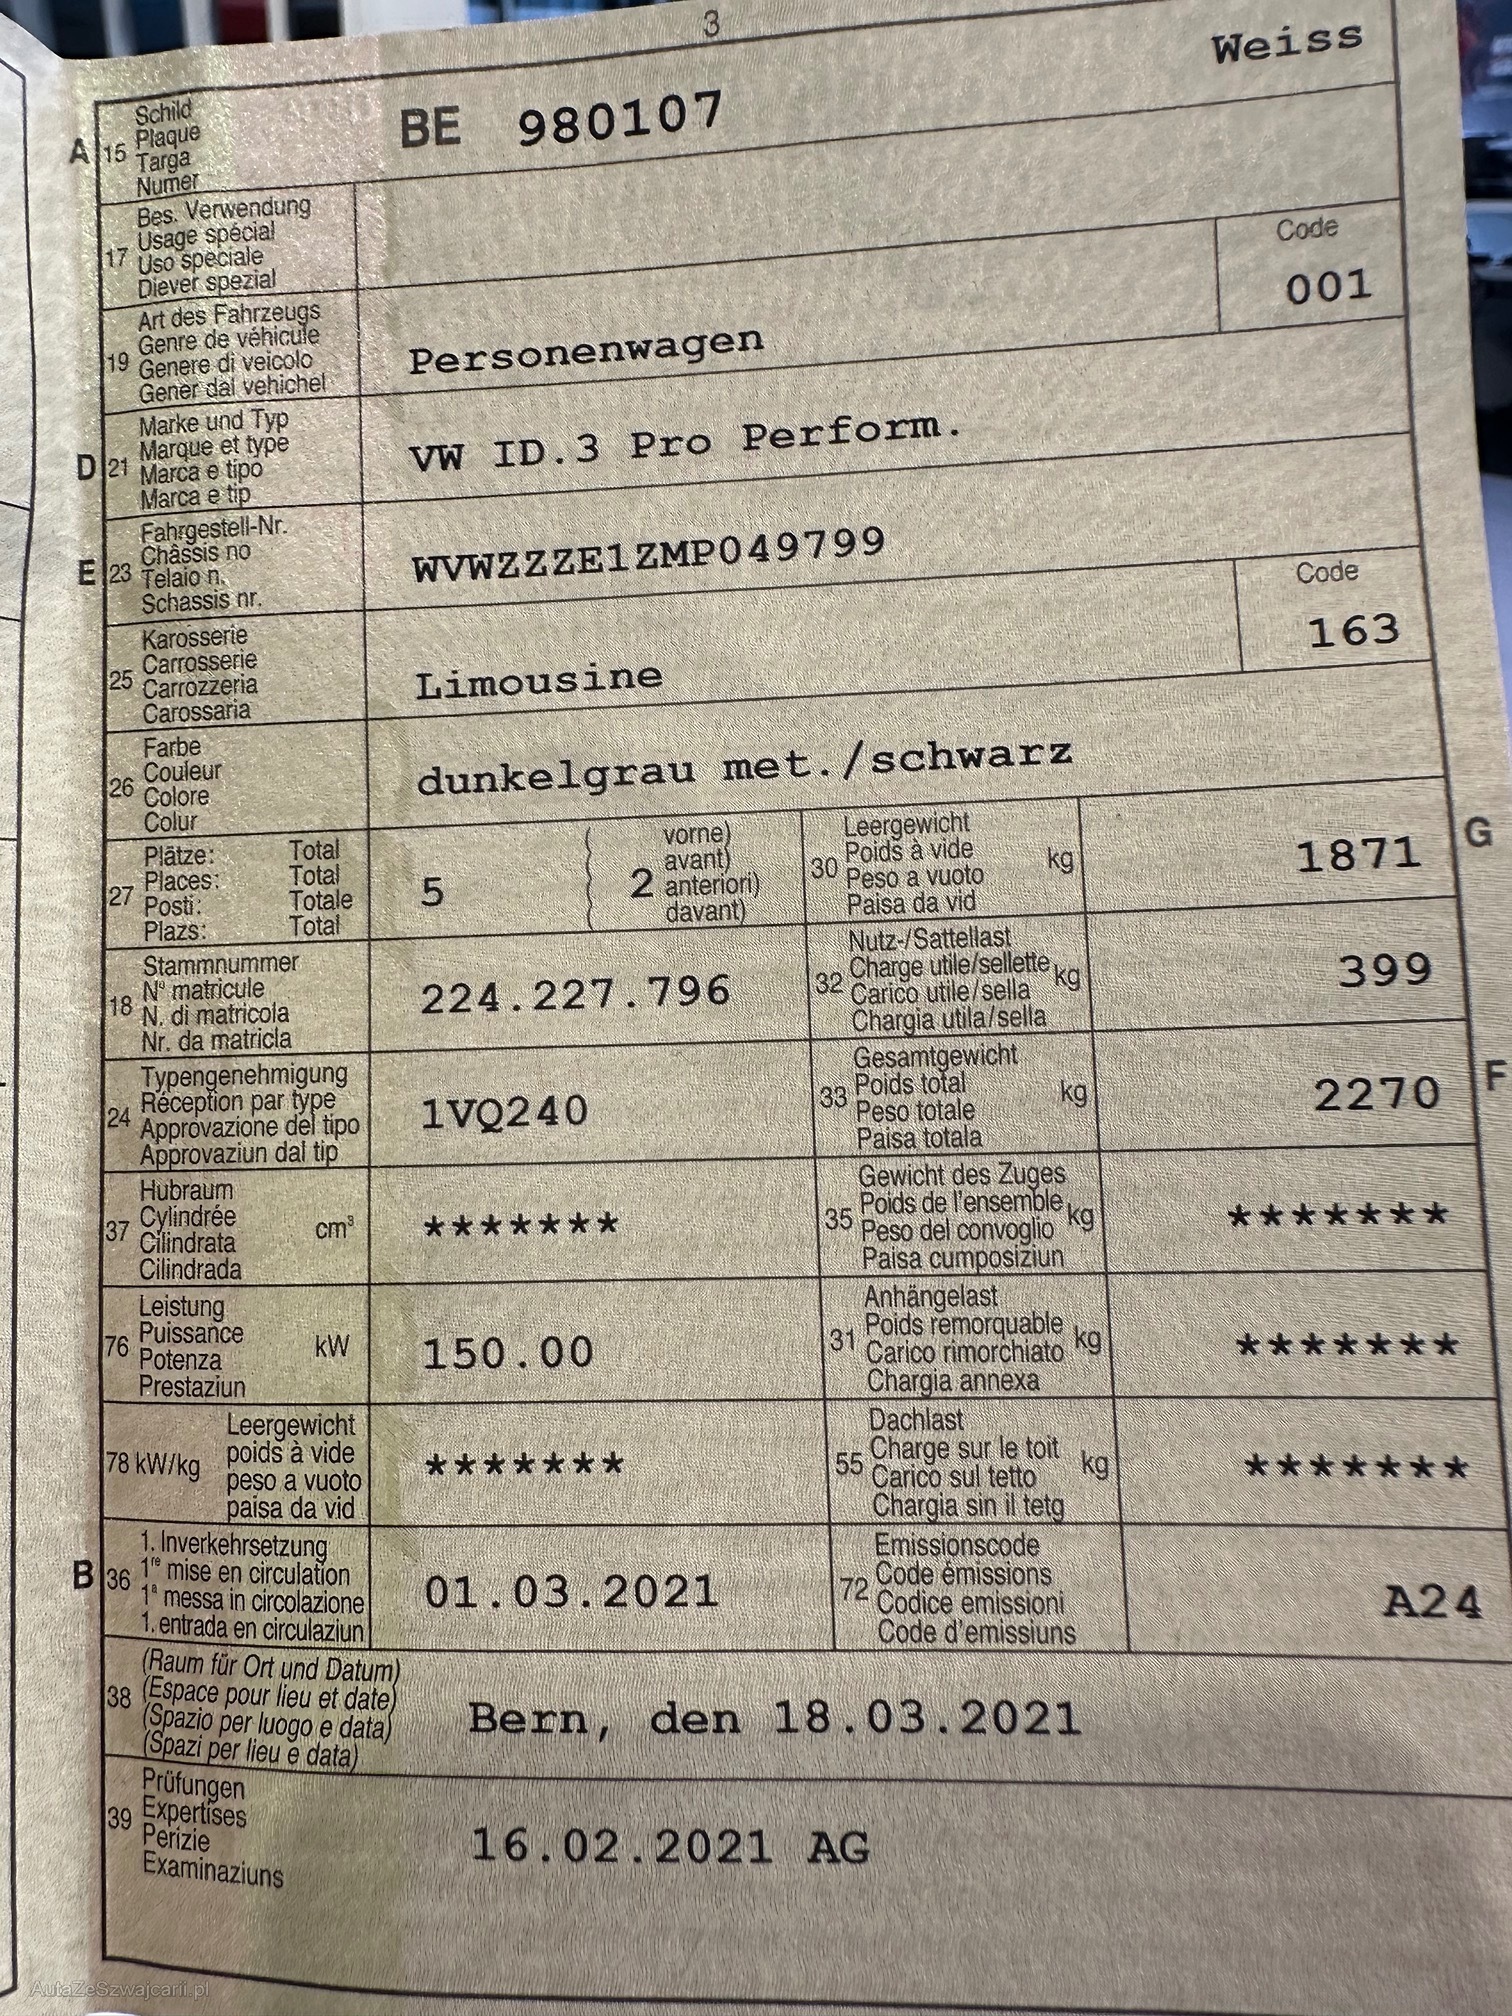 3
Weiss
A 15 Schild
Plaque
Targa
Numer
BE 980107
17 Bes. Verwendung
Usage spécial
Uso speciale
Diever spezial
19 Art des Fahrzeugs
Genre de véhicule
Genere di veicolo
Gener dal vehichel
Personenwagen
Code
001
D 21 Marke und Typ
Marque et type
Marca e tipo
Marca e tip
VW ID.3 Pro Perform.
E 23 Fahrgestell-Nr.
Châssis no
Telaio n.
Schassis nr.
WVWZZZE1ZMP049799
25 Karosserie
Carrosserie
Carrozzeria
Carossaria
Limousine
Code
163
26 Farbe
Couleur
Colore
Colur
dunkelgrau met./schwarz
27 Plätze: Total
Places: Total
Posti: Totale
Plazs: Total
5
2 vorne)
avant)
anteriori)
davant)
30 Leergewicht
Poids à vide
Peso a vuoto
Paisa da vid
kg
1871
G
18 Stammnummer
N° matricule
N. di matricola
Nr. da matricla
224.227.796
32 Nutz-/Sattellast
Charge utile/sellette
Carico utile/sella
Chargia utila/sella
kg
399
24 Typengenehmigung
Réception par type
Approvazione del tipo
Approvaziun dal tip
1VQ240
33 Gesamtgewicht
Poids total
Peso totale
Paisa totala
kg
2270
F
37 Hubraum
Cylindrée
Cilindrata
Cilindrada
cm³
*******
35 Gewicht des Zuges
Poids de l'ensemble
Peso del convoglio
Paisa cumposiziun
kg
*******
76 Leistung
Puissance
Potenza
Prestaziun
kW
150.00
31 Anhängelast
Poids remorquable
Carico rimorchiato
Chargia annexa
kg
*******
78 kW/kg
Leergewicht
poids à vide
peso a vuoto
paisa da vid
*******
55 Dachlast
Charge sur le toit
Carico sul tetto
Chargia sin il tetg
kg
*******
B 36 1. Inverkehrsetzung
1re mise en circulation
1a messa in circolazione
1. entrada en circulaziun
01.03.2021
72 Emissionscode
Code émissions
Codice emissioni
Code d'emissiuns
A24
38 (Raum für Ort und Datum)
(Espace pour lieu et date)
(Spazio per luogo e data)
(Spazi per lieu e data)
Bern, den 18.03.2021
39 Prüfungen
Expertises
Perizie
Examinaziuns
16.02.2021 AG
AutaZeSzwajcarii.pl